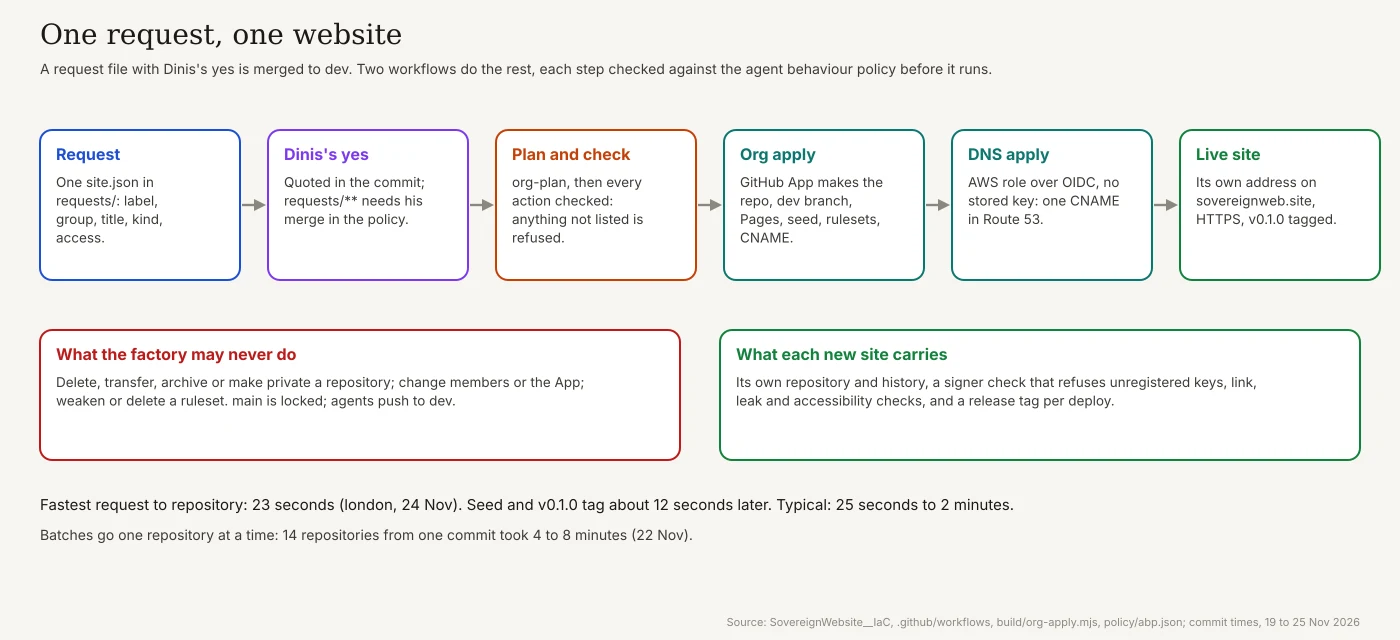 One request, one website
A request file with Dinis's yes is merged to dev. Two workflows do the rest, each step checked against the agent behaviour policy before it runs.
Request
One site.json in
requests/: label,
group, title, kind,
access.
Dinis's yes
Quoted in the commit;
requests/** needs his
merge in the policy.
Plan and check
org-plan, then every
action checked:
anything not listed is
refused.
Org apply
GitHub App makes the
repo, dev branch,
Pages, seed, rulesets,
CNAME.
DNS apply
AWS role over OIDC, no
stored key: one CNAME
in Route 53.
Live site
Its own address on
sovereignweb.site,
HTTPS, v0.1.0 tagged.
What the factory may never do
Delete, transfer, archive or make private a repository; change members or the App;
weaken or delete a ruleset. main is locked; agents push to dev.
What each new site carries
Its own repository and history, a signer check that refuses unregistered keys, link,
leak and accessibility checks, and a release tag per deploy.
Fastest request to repository: 23 seconds (london, 24 Nov). Seed and v0.1.0 tag about 12 seconds later. Typical: 25 seconds to 2 minutes.
Batches go one repository at a time: 14 repositories from one commit took 4 to 8 minutes (22 Nov).
Source: SovereignWebsite__IaC, .github/workflows, build/org-apply.mjs, policy/abp.json; commit times, 19 to 25 Nov 2026